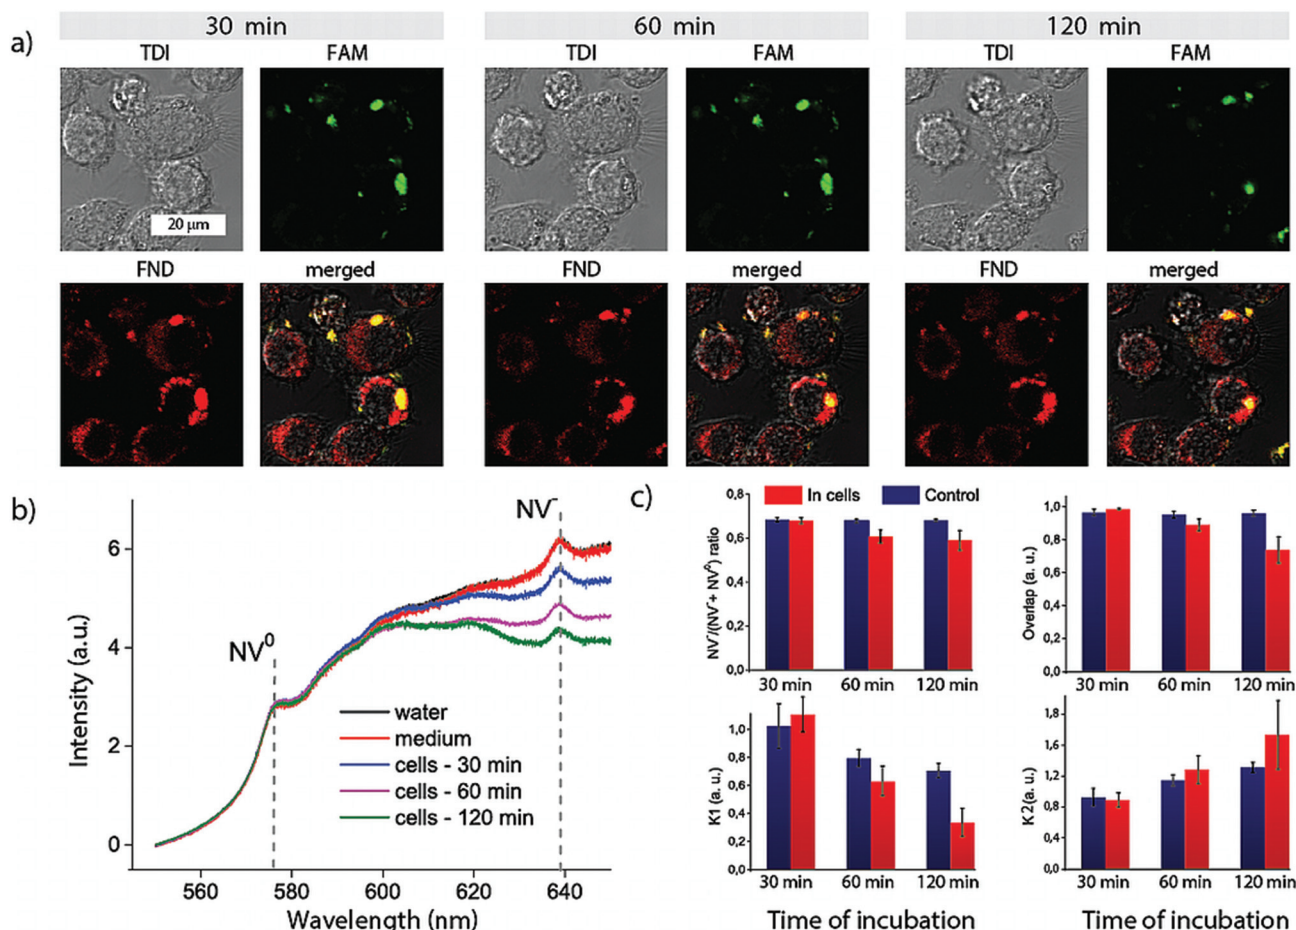 a)
30 min
60 min
120 min
TDI
FAM
TDI
FAM
TDI
FAM
20 μm
FND
merged
FND
merged
FND
merged
b)
NV⁻
NV⁰
6
4
2
0
Intensity (a.u.)
water
medium
cells - 30 min
cells - 60 min
cells - 120 min
560
580
600
620
640
Wavelength (nm)
c)
In cells
Control
NV⁻/(NV⁻+ NV⁰) ratio
0,8
0,6
0,4
0,2
0,0
30 min
60 min
120 min
Overlap (a. u.)
1,0
0,8
0,6
0,4
0,2
0,0
30 min
60 min
120 min
K1 (a. u.)
1,0
0,8
0,6
0,4
0,2
0,0
30 min
60 min
120 min
Time of incubation
K2 (a. u.)
1,8
1,6
1,2
0,8
0,4
0,0
30 min
60 min
120 min
Time of incubation